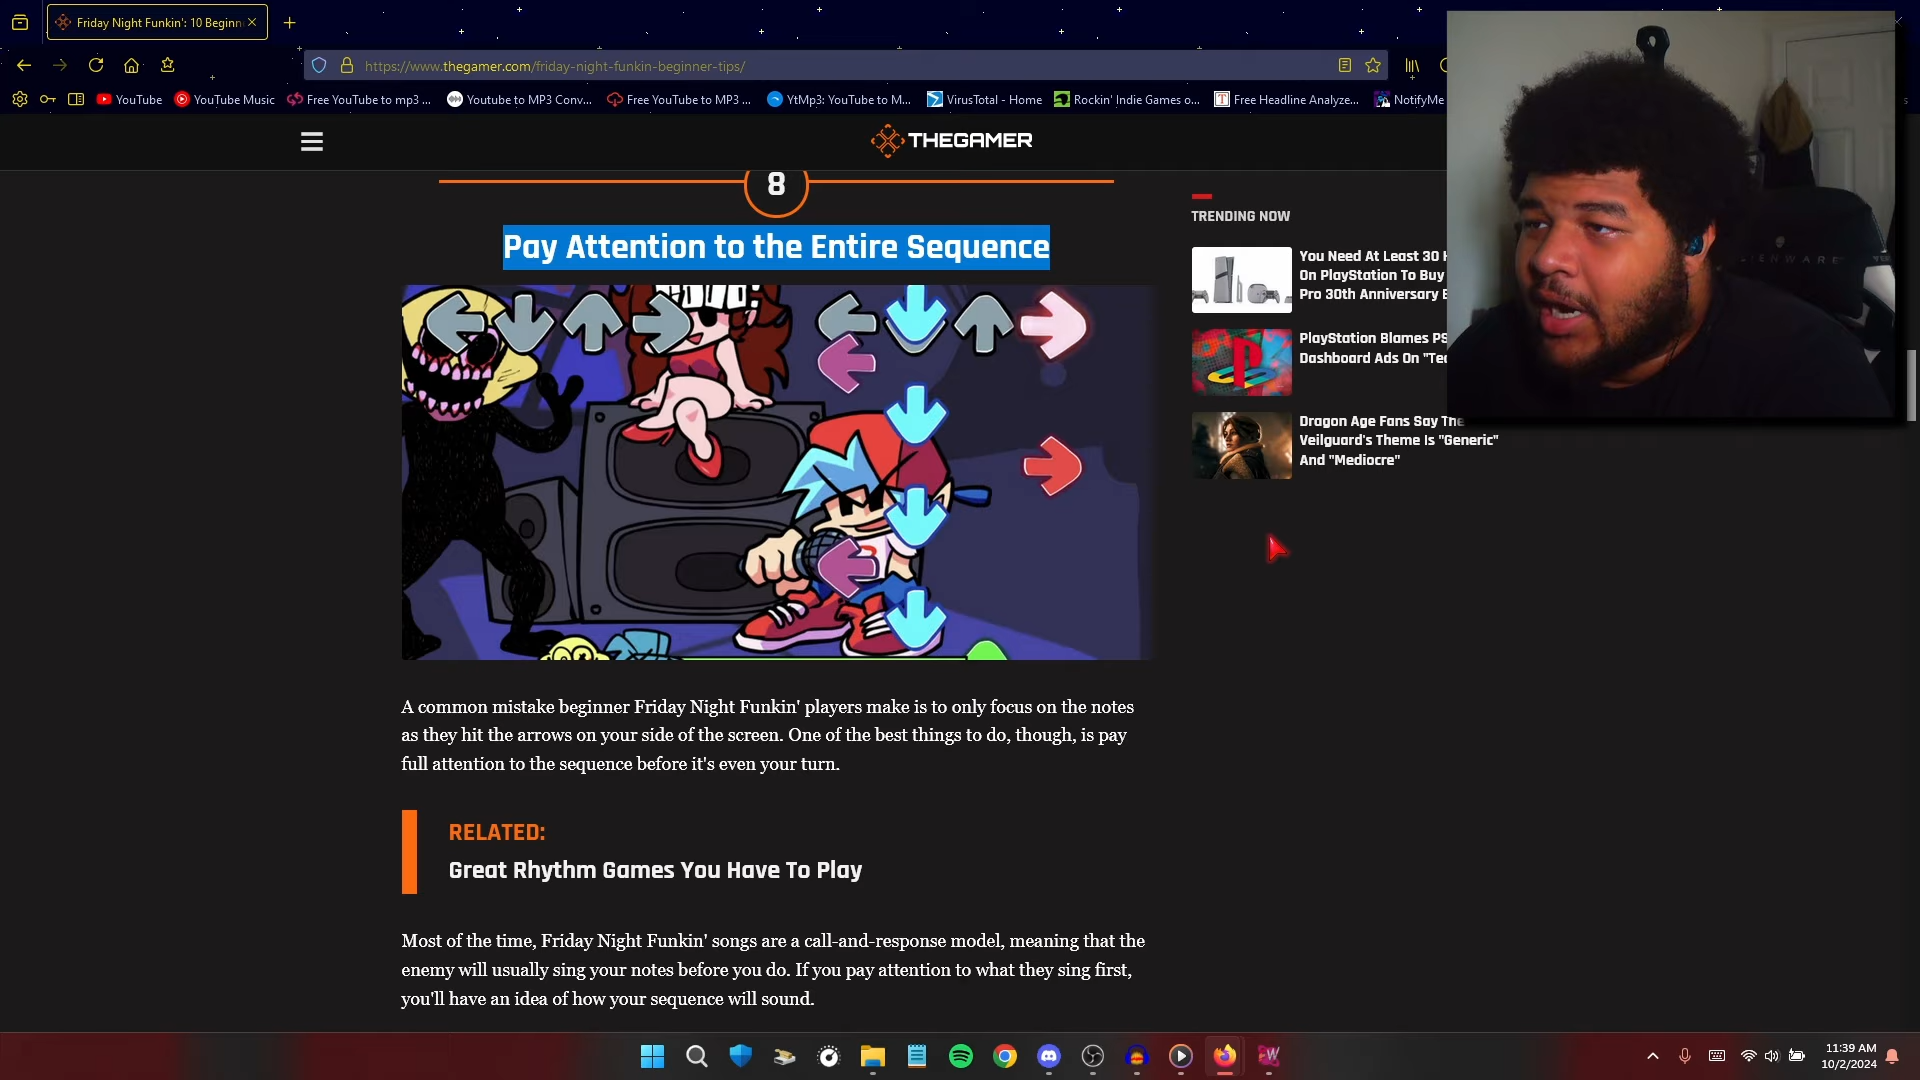 Friday Night Funkin': 10 Beginn
https://www.thegamer.com/friday-night-funkin-beginner-tips/
YouTube
YouTube Music
Free YouTube to mp3 ...
Youtube to MP3 Conv...
Free YouTube to MP3 ...
YtMp3: YouTube to M...
VirusTotal - Home
Rockin' Indie Games o...
Free Headline Analyze...
NotifyMe
THEGAMER
8
Pay Attention to the Entire Sequence
TRENDING NOW
You Need At Least 30
On PlayStation To Buy
Pro 30th Anniversary
PlayStation Blames
Dashboard Ads On
Dragon Age Fans Say The
Veilguard's Theme Is "Generic"
And "Mediocre"
ALIENWARE
A common mistake beginner Friday Night Funkin' players make is to only focus on the notes
as they hit the arrows on your side of the screen. One of the best things to do, though, is pay
full attention to the sequence before it's even your turn.
RELATED:
Great Rhythm Games You Have To Play
Most of the time, Friday Night Funkin' songs are a call-and-response model, meaning that the
enemy will usually sing your notes before you do. If you pay attention to what they sing first,
you'll have an idea of how your sequence will sound.
11:39 AM
10/2/2024